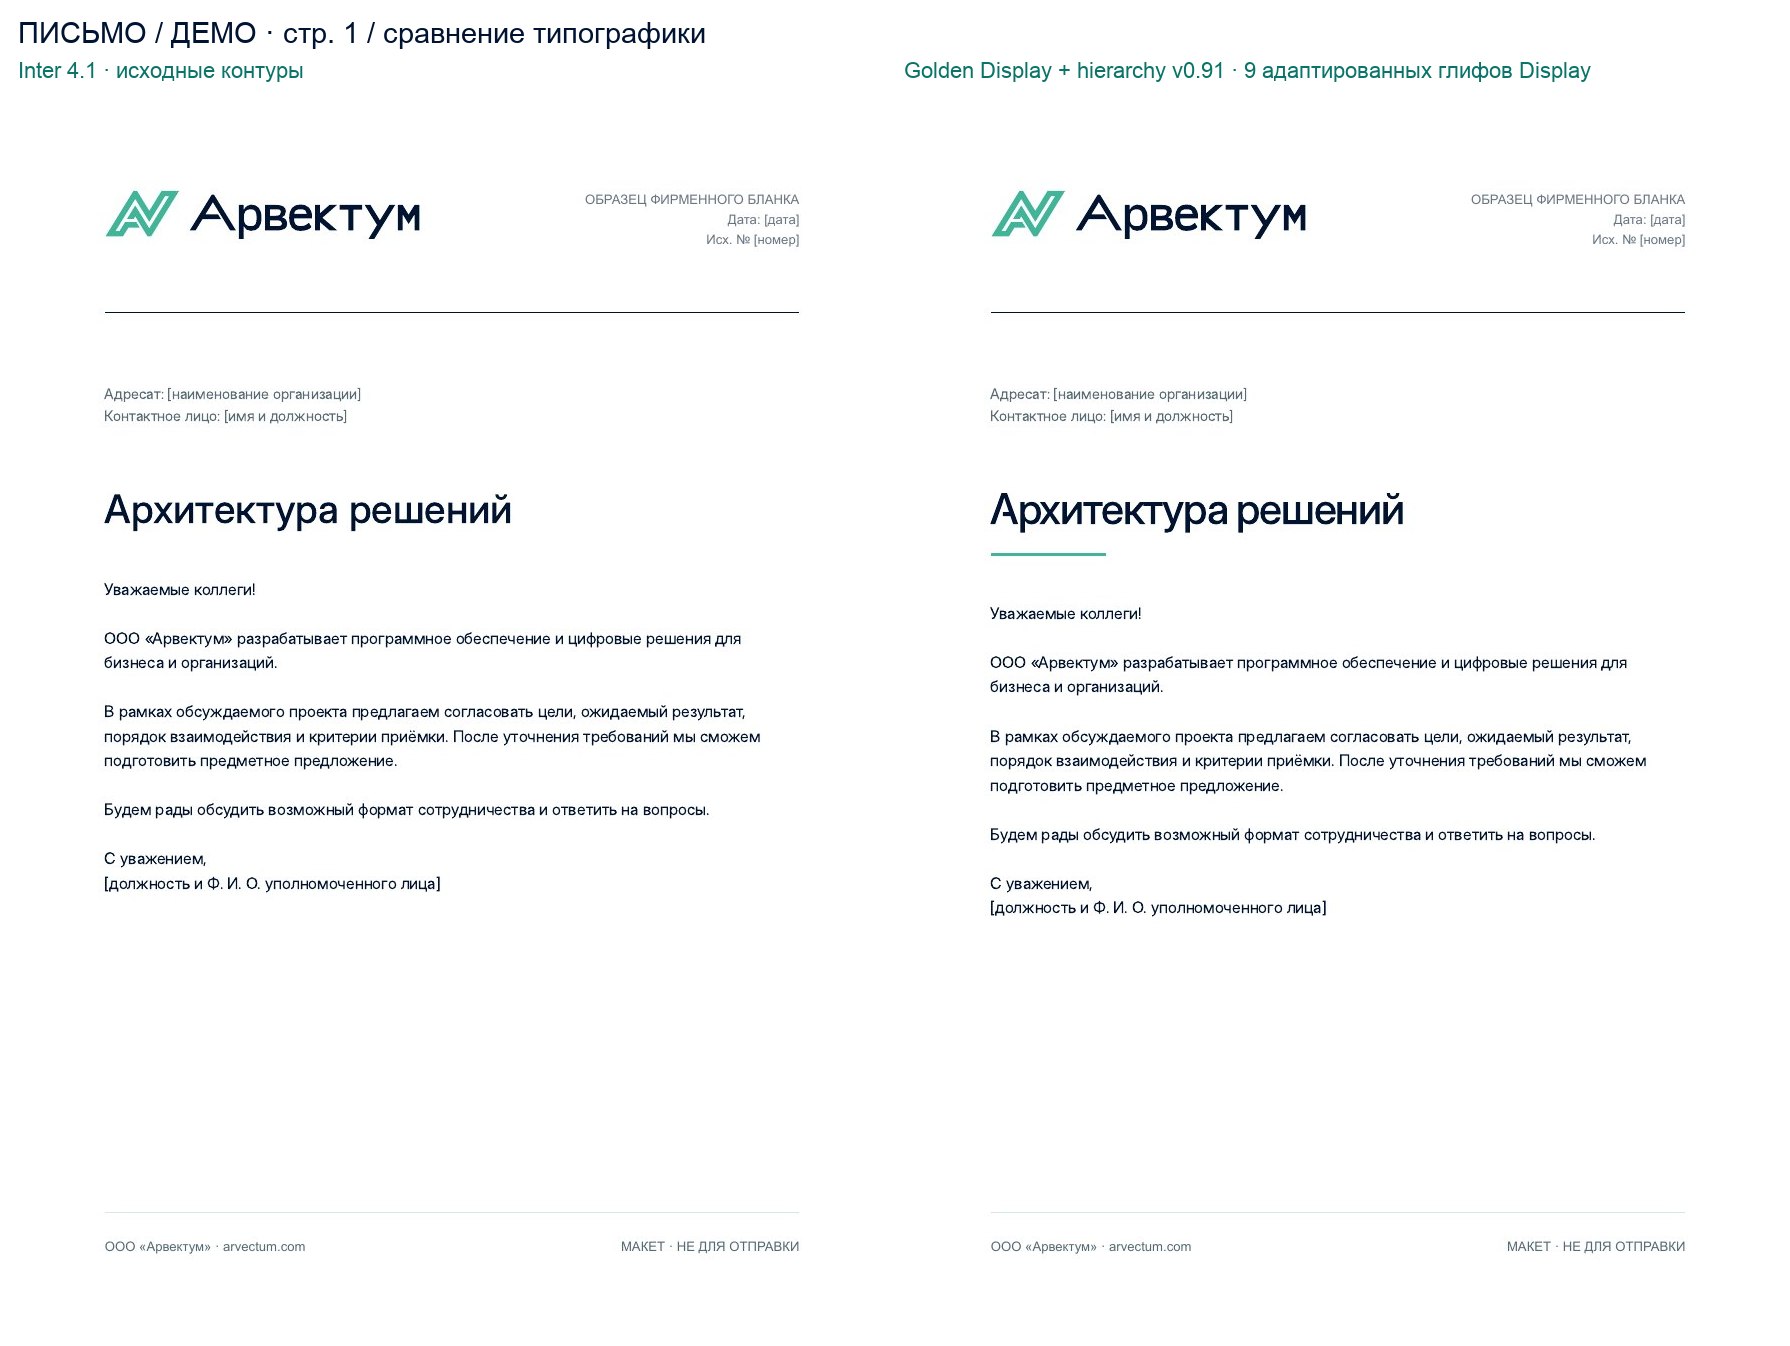 ПИСЬМО / ДЕМО · стр. 1 / сравнение типографики
Inter 4.1 · исходные контуры
Арвектум
ОБРАЗЕЦ ФИРМЕННОГО БЛАНКА
Дата: [дата]
Исх. № [номер]
Адресат: [наименование организации]
Контактное лицо: [имя и должность]
Архитектура решений
Уважаемые коллеги!
ООО «Арвектум» разрабатывает программное обеспечение и цифровые решения для
бизнеса и организаций.
В рамках обсуждаемого проекта предлагаем согласовать цели, ожидаемый результат,
порядок взаимодействия и критерии приёмки. После уточнения требований мы сможем
подготовить предметное предложение.
Будем рады обсудить возможный формат сотрудничества и ответить на вопросы.
С уважением,
[должность и Ф. И. О. уполномоченного лица]
ООО «Арвектум» · arvectum.com
МАКЕТ · НЕ ДЛЯ ОТПРАВКИ
Golden Display + hierarchy v0.91 · 9 адаптированных глифов Display
Арвектум
ОБРАЗЕЦ ФИРМЕННОГО БЛАНКА
Дата: [дата]
Исх. № [номер]
Адресат: [наименование организации]
Контактное лицо: [имя и должность]
Архитектура решений
Уважаемые коллеги!
ООО «Арвектум» разрабатывает программное обеспечение и цифровые решения для
бизнеса и организаций.
В рамках обсуждаемого проекта предлагаем согласовать цели, ожидаемый результат,
порядок взаимодействия и критерии приёмки. После уточнения требований мы сможем
подготовить предметное предложение.
Будем рады обсудить возможный формат сотрудничества и ответить на вопросы.
С уважением,
[должность и Ф. И. О. уполномоченного лица]
ООО «Арвектум» · arvectum.com
МАКЕТ · НЕ ДЛЯ ОТПРАВКИ